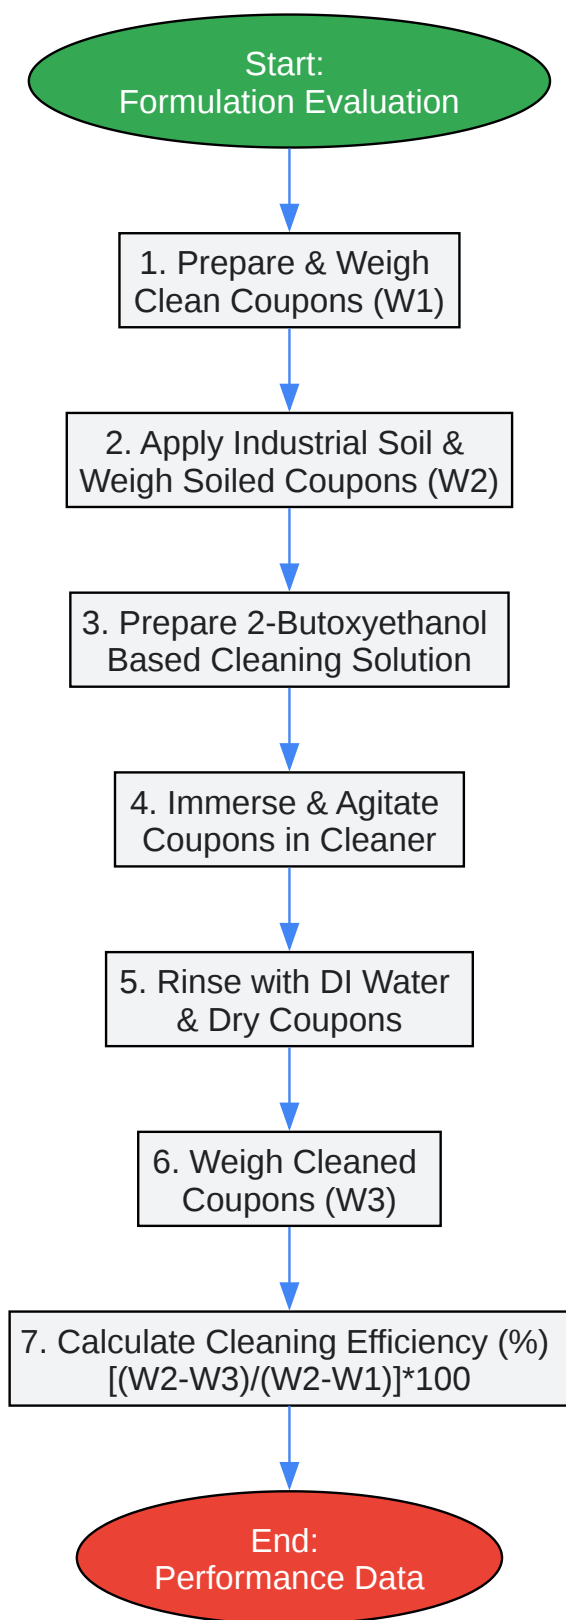 Start:
Formulation Evaluation
1. Prepare & Weigh
Clean Coupons (W1)
2. Apply Industrial Soil &
Weigh Soiled Coupons (W2)
3. Prepare 2-Butoxyethanol
Based Cleaning Solution
4. Immerse & Agitate
Coupons in Cleaner
5. Rinse with DI Water
& Dry Coupons
6. Weigh Cleaned
Coupons (W3)
7. Calculate Cleaning Efficiency (%)
[(W2-W3)/(W2-W1)]*100
End:
Performance Data